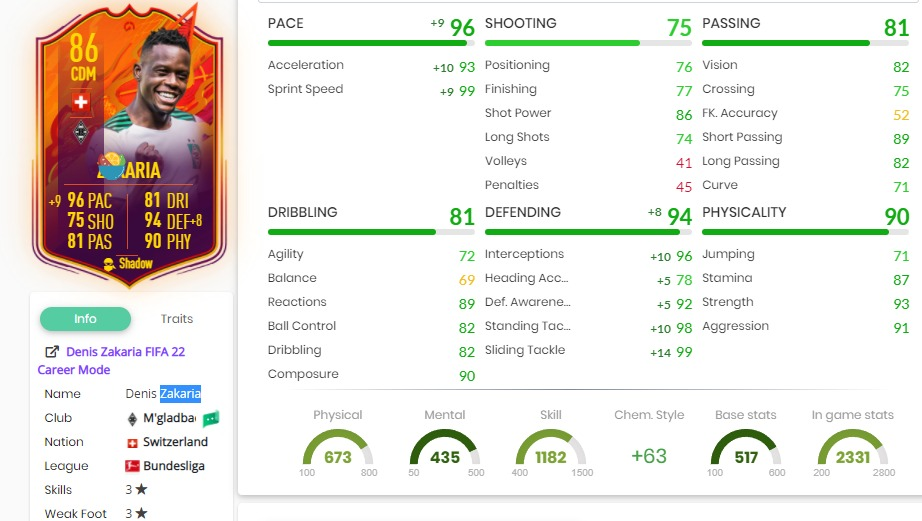 86
CDM
ZAKARIA
+9 96 PAC 81 DRI
75 SHO 94 DEF+8
81 PAS 90 PHY
Shadow
Info Traits
Denis Zakaria FIFA 22
Career Mode
Name Denis Zakaria
Club M'gladba
Nation Switzerland
League Bundesliga
Skills 3★
Weak Foot 3★
PACE +9 96
Acceleration +10 93
Sprint Speed +9 99
SHOOTING 75
Positioning 76
Finishing 77
Shot Power 86
Long Shots 74
Volleys 41
Penalties 45
PASSING 81
Vision 82
Crossing 75
FK. Accuracy 52
Short Passing 89
Long Passing 82
Curve 71
DRIBBLING 81
Agility 72
Balance 69
Reactions 89
Ball Control 82
Dribbling 82
Composure 90
DEFENDING +8 94
Interceptions +10 96
Heading Acc... +5 78
Def. Awarene... +5 92
Standing Tac... +10 98
Sliding Tackle +14 99
PHYSICALITY 90
Jumping 71
Stamina 87
Strength 93
Aggression 91
Physical
673
100 800
Mental
435
50 500
Skill
1182
400 1500
Chem. Style
+63
Base stats
517
100 600
In game stats
2331
200 2800